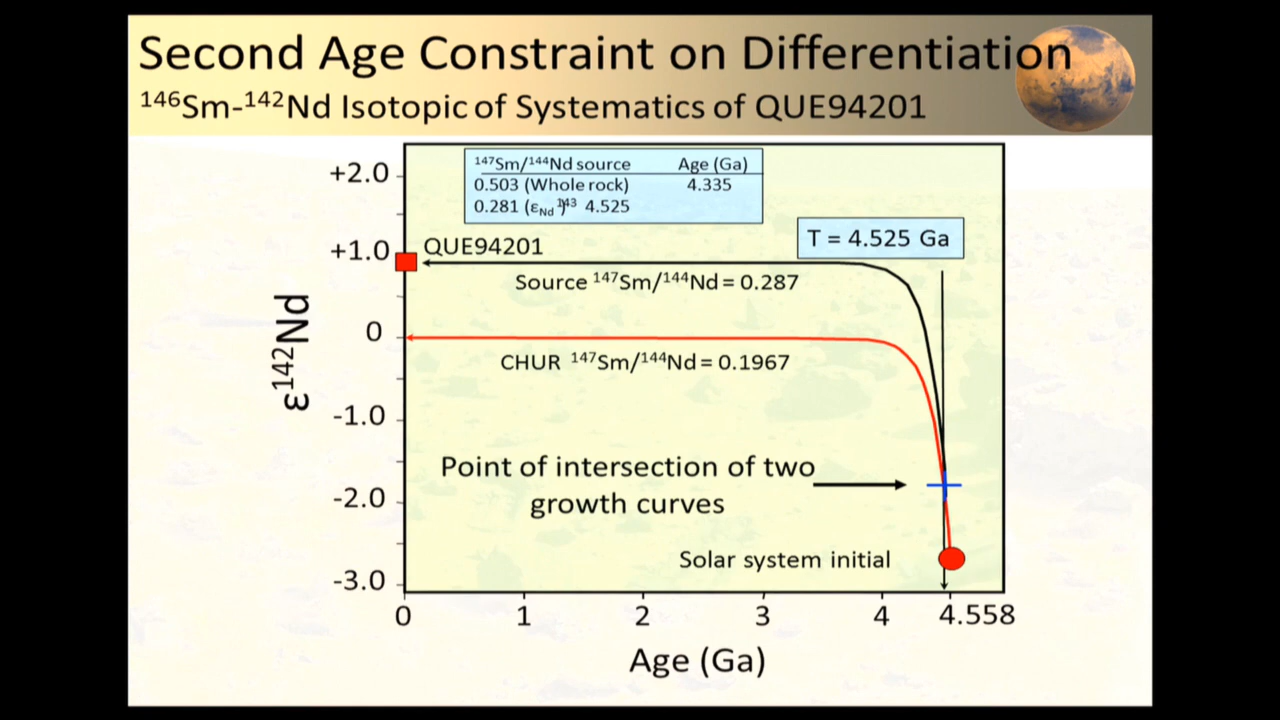 Second Age Constraint on Differentiation
¹⁴⁶Sm-¹⁴²Nd Isotopic of Systematics of QUE94201
¹⁴⁷Sm/¹⁴⁴Nd source Age (Ga)
0.503 (Whole rock) 4.335
0.281 (εNd ¹⁴³) 4.525
T = 4.525 Ga
QUE94201
Source ¹⁴⁷Sm/¹⁴⁴Nd = 0.287
CHUR ¹⁴⁷Sm/¹⁴⁴Nd = 0.1967
Point of intersection of two
growth curves
Solar system initial
+2.0
+1.0
0
-1.0
-2.0
-3.0
ε¹⁴²Nd
0 1 2 3 4 4.558
Age (Ga)